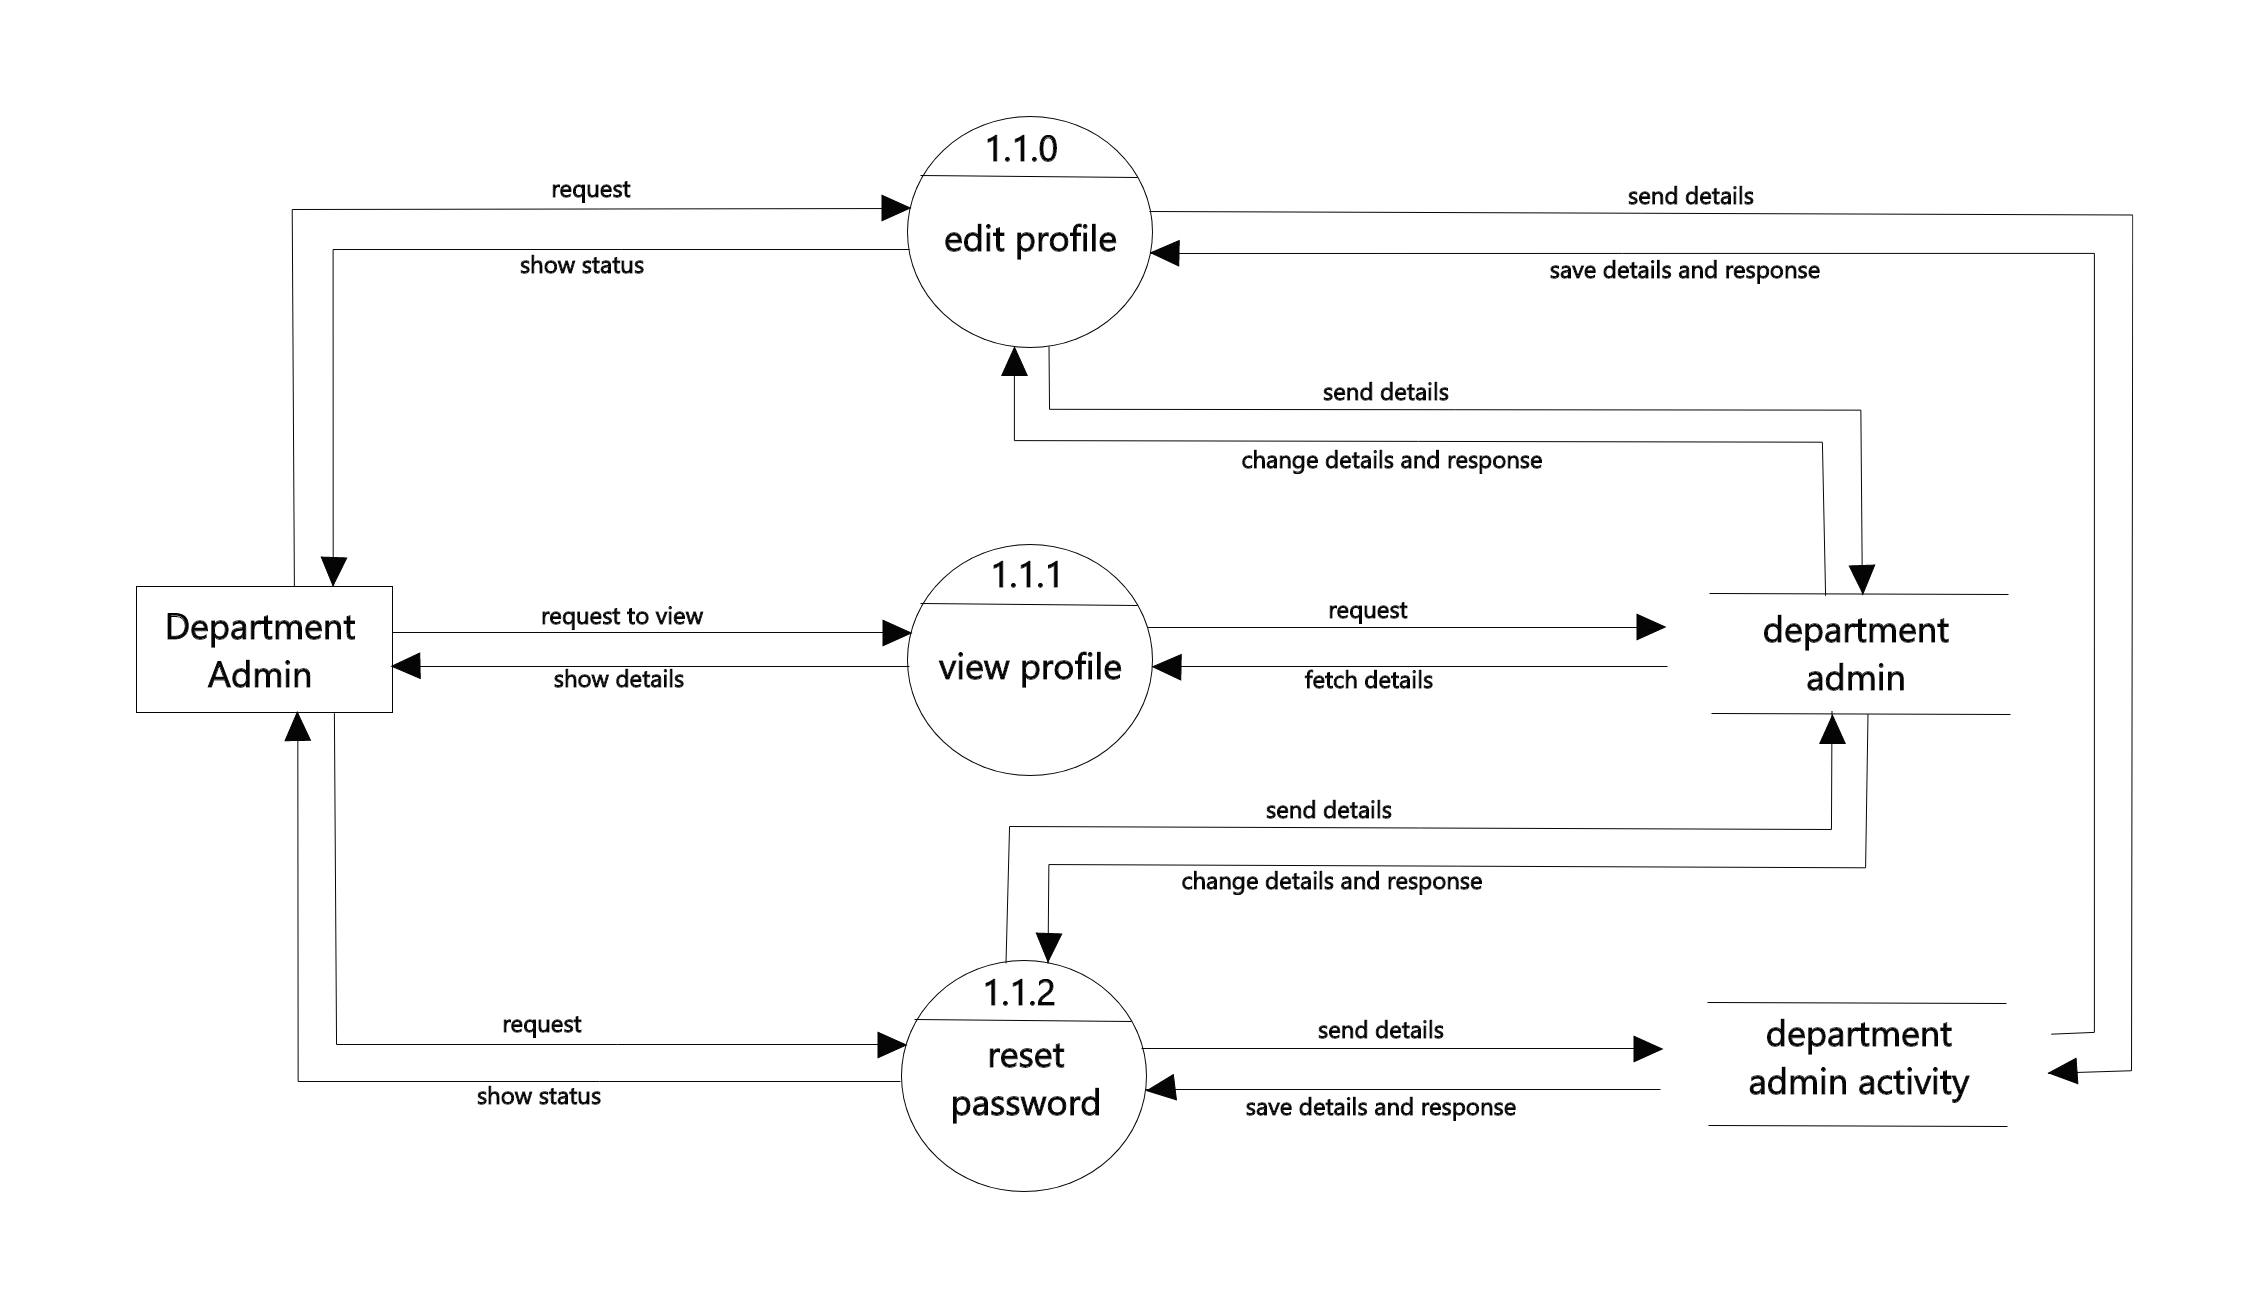 1.1.0
edit profile
request
show status
send details
save details and response
send details
change details and response
Department
Admin
request to view
show details
1.1.1
view profile
request
fetch details
department
admin
send details
change details and response
1.1.2
reset
password
request
show status
send details
save details and response
department
admin activity